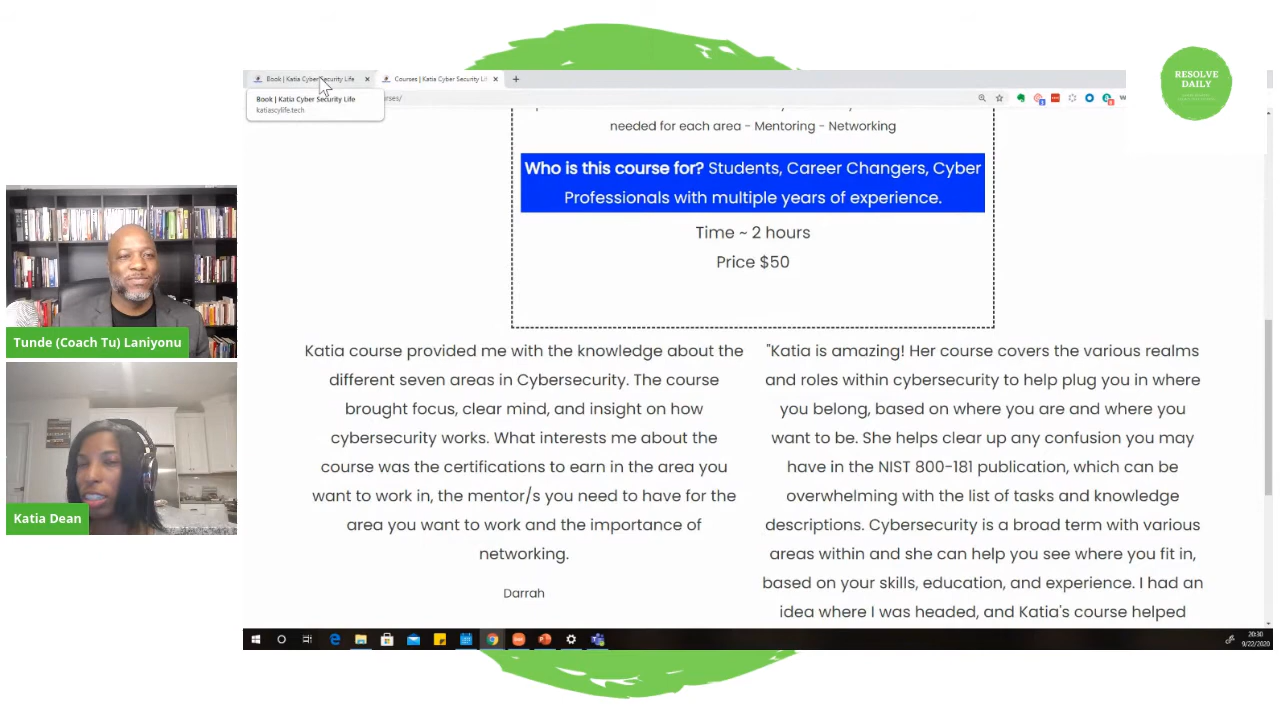 Book | Katia Cyber Security Life
Courses | Katia Cyber Security Li
Book | Katia Cyber Security Life
katiascylife.tech
rses/
RESOLVE
DAILY
needed for each area - Mentoring - Networking
Who is this course for? Students, Career Changers, Cyber
Professionals with multiple years of experience.
Time ~ 2 hours
Price $50
Katia course provided me with the knowledge about the
different seven areas in Cybersecurity. The course
brought focus, clear mind, and insight on how
cybersecurity works. What interests me about the
course was the certifications to earn in the area you
want to work in, the mentor/s you need to have for the
area you want to work and the importance of
networking.
Darrah
"Katia is amazing! Her course covers the various realms
and roles within cybersecurity to help plug you in where
you belong, based on where you are and where you
want to be. She helps clear up any confusion you may
have in the NIST 800-181 publication, which can be
overwhelming with the list of tasks and knowledge
descriptions. Cybersecurity is a broad term with various
areas within and she can help you see where you fit in,
based on your skills, education, and experience. I had an
idea where I was headed, and Katia's course helped
Tunde (Coach Tu) Laniyonu
Katia Dean
20:30
9/22/2020